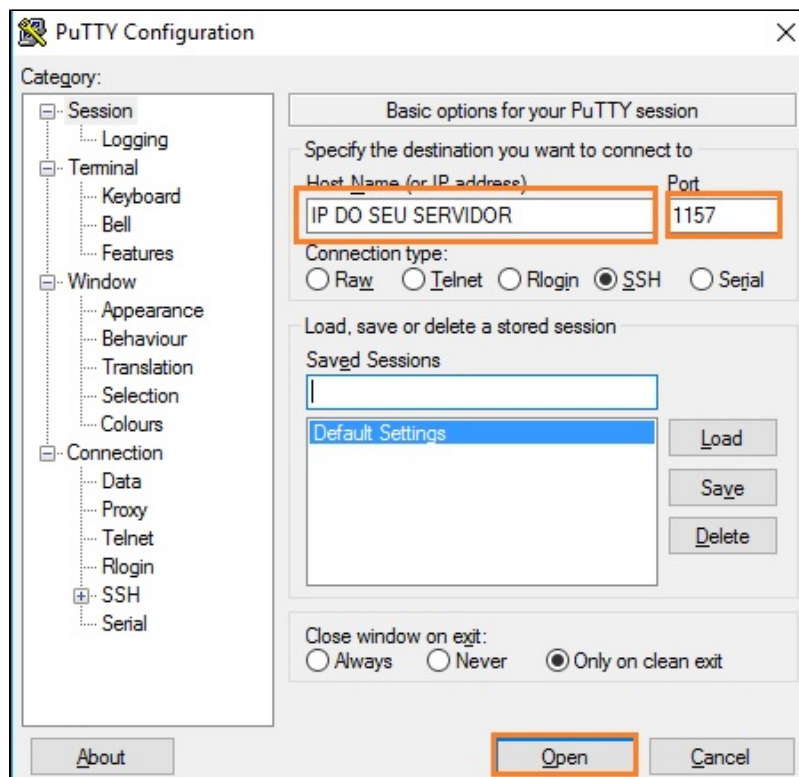 PuTTY Configuration
Category:
Session
Logging
Terminal
Keyboard
Bell
Features
Window
Appearance
Behaviour
Translation
Selection
Colours
Connection
Data
Proxy
Telnet
Rlogin
SSH
Serial
Basic options for your PuTTY session
Specify the destination you want to connect to
Host Name (or IP address) Port
IP DO SEU SERVIDOR 1157
Connection type:
Raw Telnet Rlogin SSH Serial
Load, save or delete a stored session
Saved Sessions
Default Settings
Load
Save
Delete
Close window on exit:
Always Never Only on clean exit
About Open Cancel